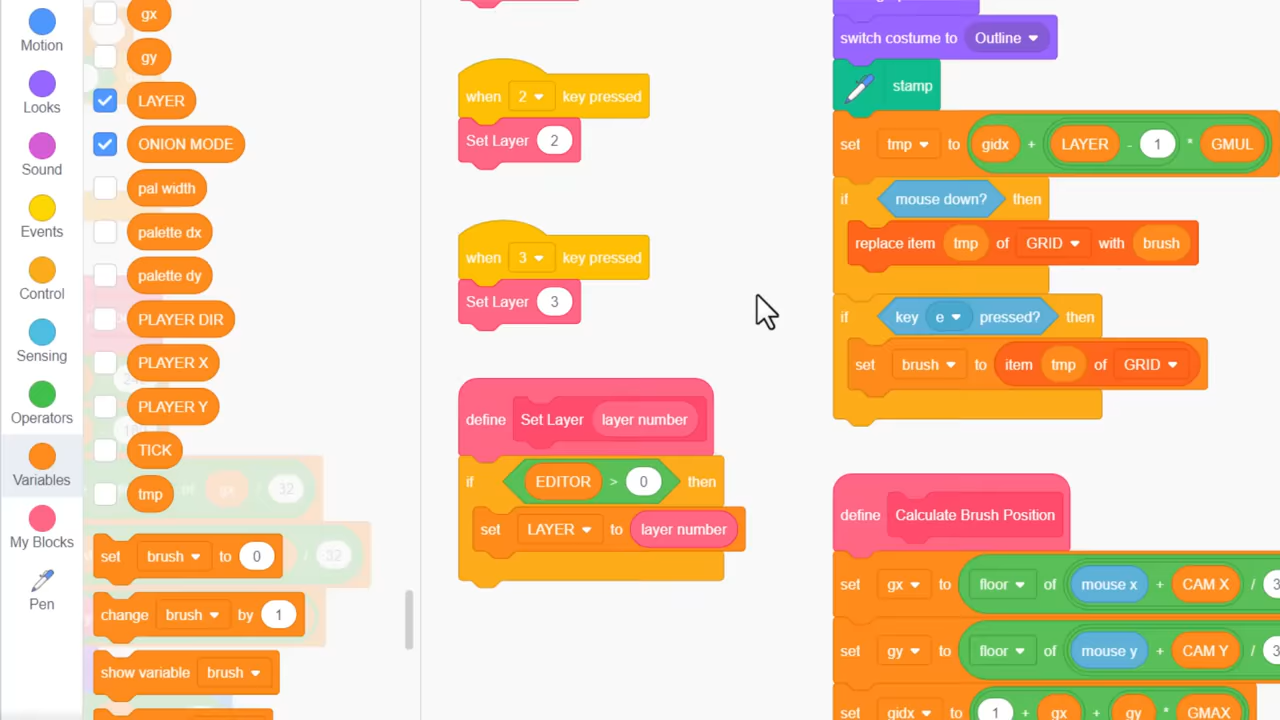 Motion
Looks
Sound
Events
Control
Sensing
Operators
Variables
My Blocks
Pen
gx
gy
LAYER
ONION MODE
pal width
palette dx
palette dy
PLAYER DIR
PLAYER X
PLAYER Y
TICK
tmp
gx / 32
/ 32
set brush to 0
change brush by 1
show variable brush
when 2 key pressed
Set Layer 2
when 3 key pressed
Set Layer 3
define Set Layer layer number
if EDITOR > 0 then
set LAYER to layer number
switch costume to Outline
stamp
set tmp to gidx + LAYER - 1 * GMUL
if mouse down? then
replace item tmp of GRID with brush
if key e pressed? then
set brush to item tmp of GRID
define Calculate Brush Position
set gx to floor of mouse x + CAM X / 3
set gy to floor of mouse y + CAM Y / 3
set gidx to 1 + gx + gy * GMAX